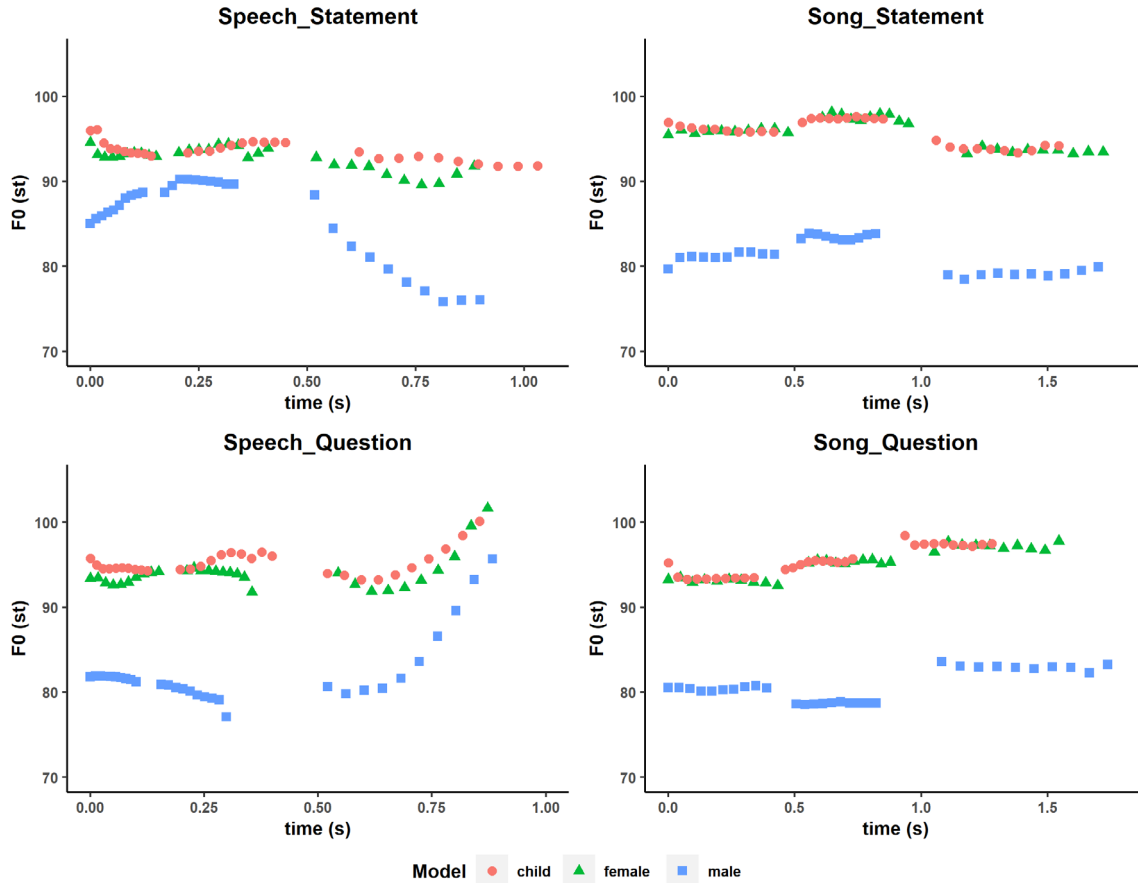 Speech_Statement
F0 (st)
100
90
80
70
0.00 0.25 0.50 0.75 1.00
time (s)
Song_Statement
F0 (st)
100
90
80
70
0.0 0.5 1.0 1.5
time (s)
Speech_Question
F0 (st)
100
90
80
70
0.00 0.25 0.50 0.75 1.00
time (s)
Song_Question
F0 (st)
100
90
80
70
0.0 0.5 1.0 1.5
time (s)
Model child female male